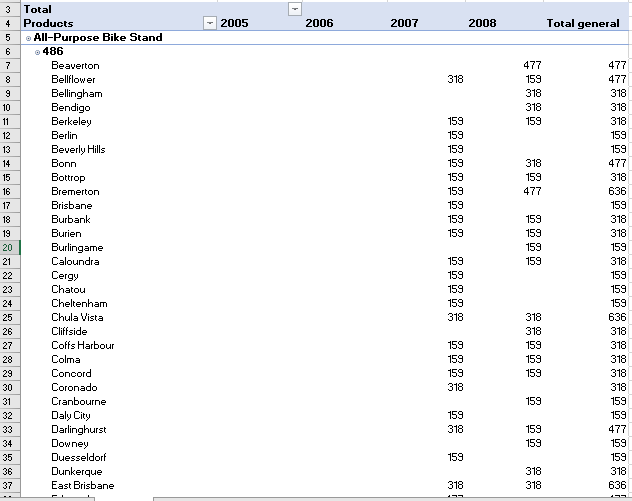 3 Total
4 Products 2005 2006 2007 2008 Total general
5 All-Purpose Bike Stand
6 486
7 Beaverton 477 477
8 Bellflower 318 159 477
9 Bellingham 318 318
10 Bendigo 318 318
11 Berkeley 159 159 318
12 Berlin 159 159
13 Beverly Hills 159 159
14 Bonn 159 318 477
15 Bottrop 159 159 318
16 Bremerton 159 477 636
17 Brisbane 159 159
18 Burbank 159 159 318
19 Burien 159 159 318
20 Burlingame 159 159
21 Caloundra 159 159 318
22 Cergy 159 159
23 Chatou 159 159
24 Cheltenham 159 159
25 Chula Vista 318 318 636
26 Cliffside 318 318
27 Coffs Harbour 159 159 318
28 Colma 159 159 318
29 Concord 159 159 318
30 Coronado 318 318
31 Cranbourne 159 159
32 Daly City 159 159
33 Darlinghurst 318 159 477
34 Downey 159 159
35 Duesseldorf 159 159
36 Dunkerque 318 318
37 East Brisbane 318 318 636